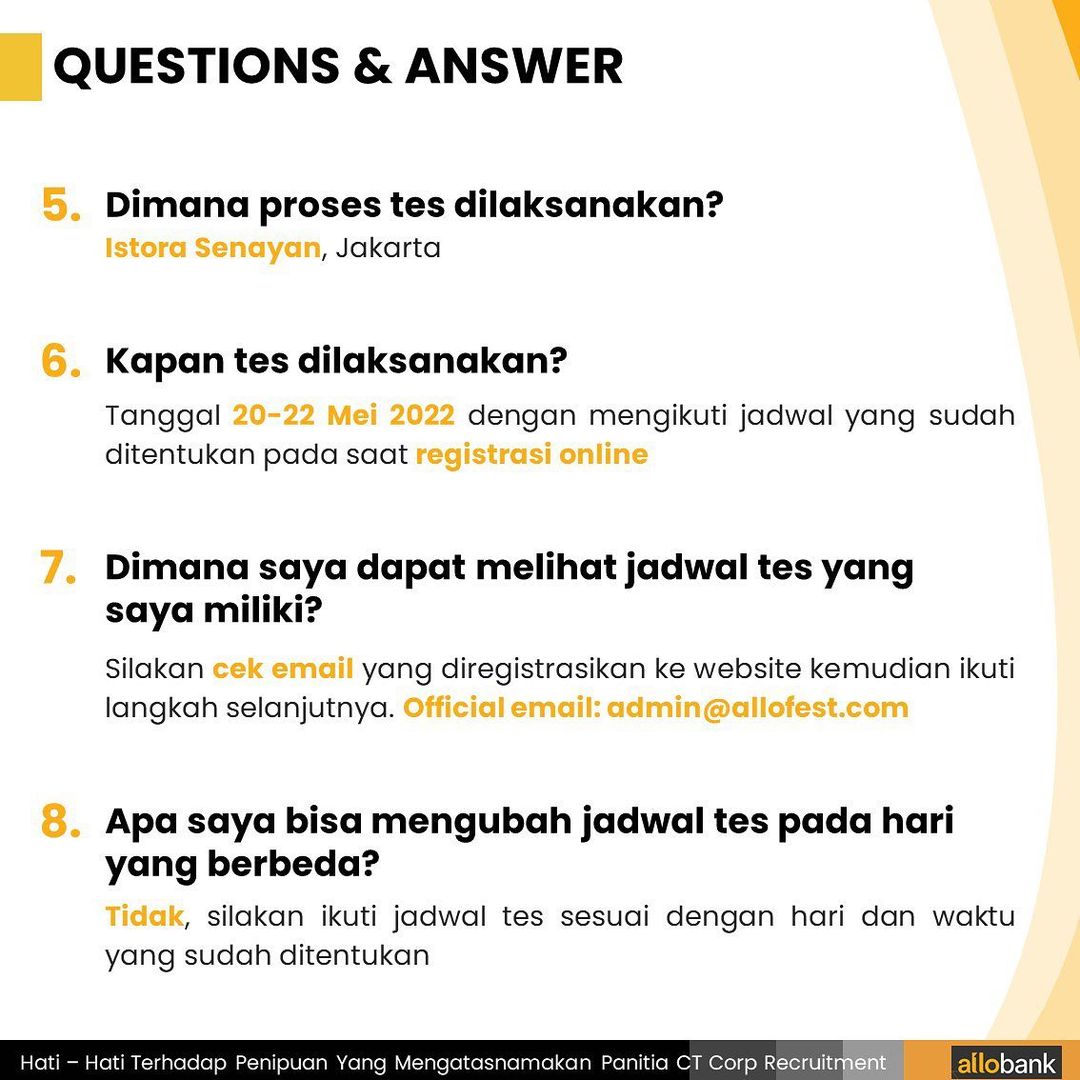 QUESTIONS & ANSWER
5. Dimana proses tes dilaksanakan?
Istora Senayan, Jakarta
6. Kapan tes dilaksanakan?
Tanggal 20-22 Mei 2022 dengan mengikuti jadwal yang sudah
ditentukan pada saat registrasi online
7. Dimana saya dapat melihat jadwal tes yang
saya miliki?
Silakan cek email yang diregistrasikan ke website kemudian ikuti
langkah selanjutnya. Official email: admin@allofest.com
8. Apa saya bisa mengubah jadwal tes pada hari
yang berbeda?
Tidak, silakan ikuti jadwal tes sesuai dengan hari dan waktu
yang sudah ditentukan
Hati – Hati Terhadap Penipuan Yang Mengatasnamakan Panitia CT Corp Recruitment
allobank